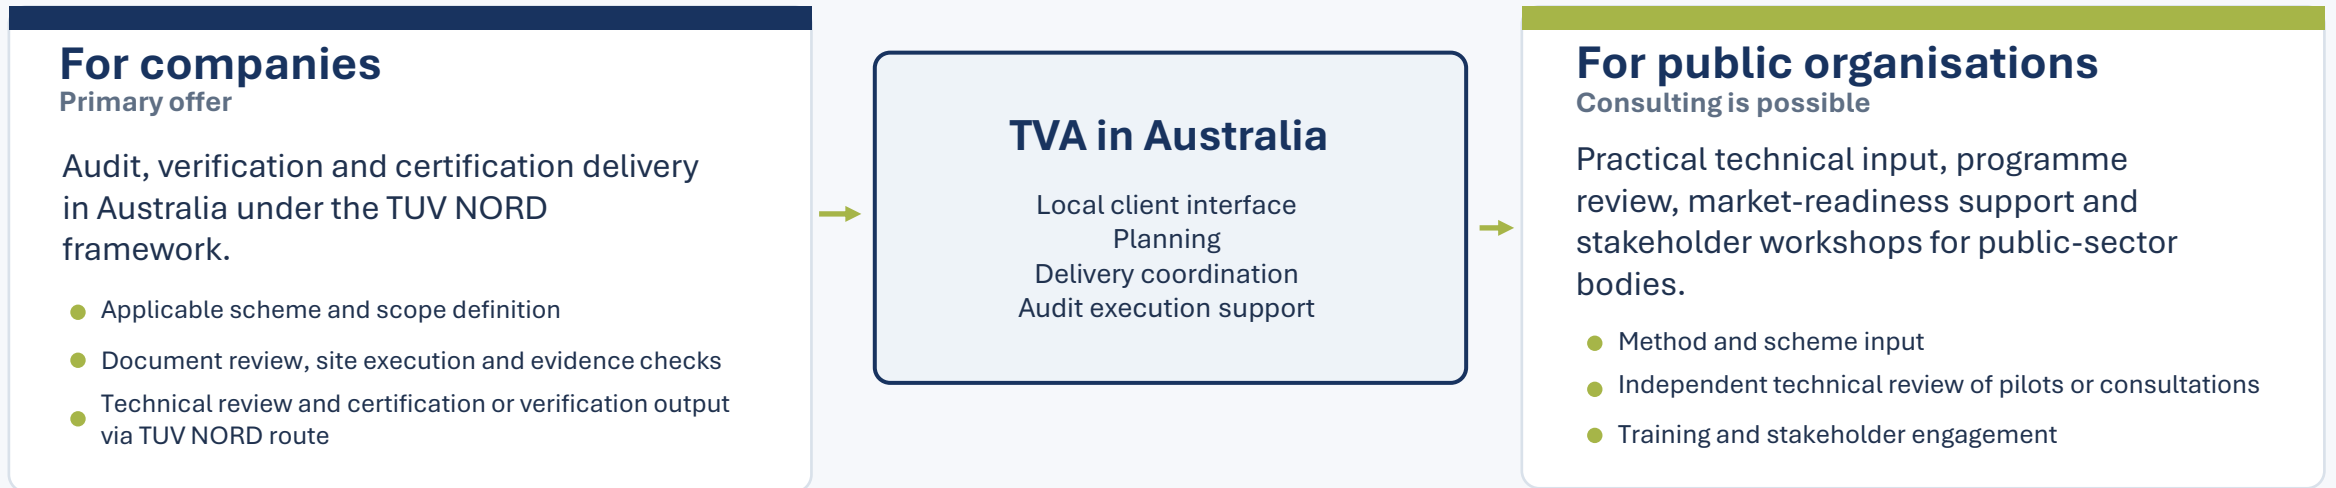 For companies
Primary offer
Audit, verification and certification delivery
in Australia under the TUV NORD
framework.
Applicable scheme and scope definition
Document review, site execution and evidence checks
Technical review and certification or verification output
via TUV NORD route
TVA in Australia
Local client interface
Planning
Delivery coordination
Audit execution support
For public organisations
Consulting is possible
Practical technical input, programme
review, market-readiness support and
stakeholder workshops for public-sector
bodies.
Method and scheme input
Independent technical review of pilots or consultations
Training and stakeholder engagement